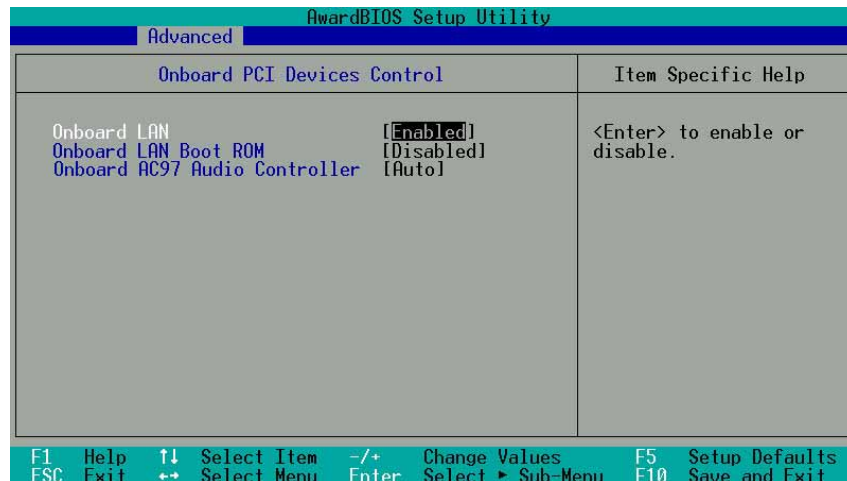 AwardBIOS Setup Utility
Advanced
Onboard PCI Devices Control
Item Specific Help
Onboard LAN [Enabled]
Onboard LAN Boot ROM [Disabled]
Onboard AC97 Audio Controller [Auto]
<Enter> to enable or
disable.
F1 Help ↑↓ Select Item -/+ Change Values F5 Setup Defaults
ESC Exit ←→ Select Menu Enter Select ► Sub-Menu F10 Save and Exit